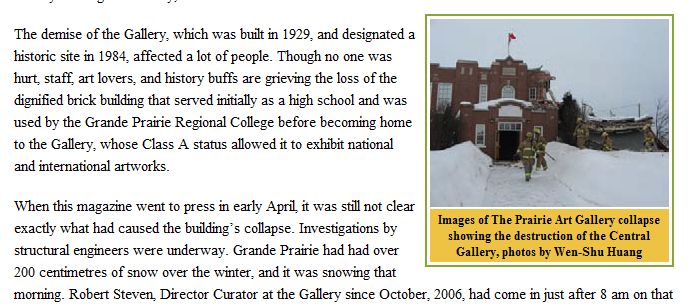 The demise of the Gallery, which was built in 1929, and designated a
historic site in 1984, affected a lot of people. Though no one was
hurt, staff, art lovers, and history buffs are grieving the loss of the
dignified brick building that served initially as a high school and was
used by the Grande Prairie Regional College before becoming home
to the Gallery, whose Class A status allowed it to exhibit national
and international artworks.
When this magazine went to press in early April, it was still not clear
exactly what had caused the building's collapse. Investigations by
structural engineers were underway. Grande Prairie had had over
200 centimetres of snow over the winter, and it was snowing that
morning. Robert Steven, Director Curator at the Gallery since October, 2006, had come in just after 8 am on that
Images of The Prairie Art Gallery collapse
showing the destruction of the Central
Gallery, photos by Wen-Shu Huang